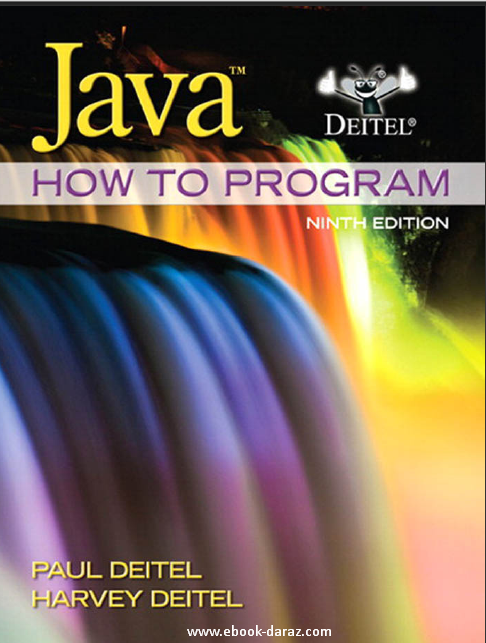 Java™
DEITEL®
HOW TO PROGRAM
NINTH EDITION
PAUL DEITEL
HARVEY DEITEL
www.ebook-daraz.com